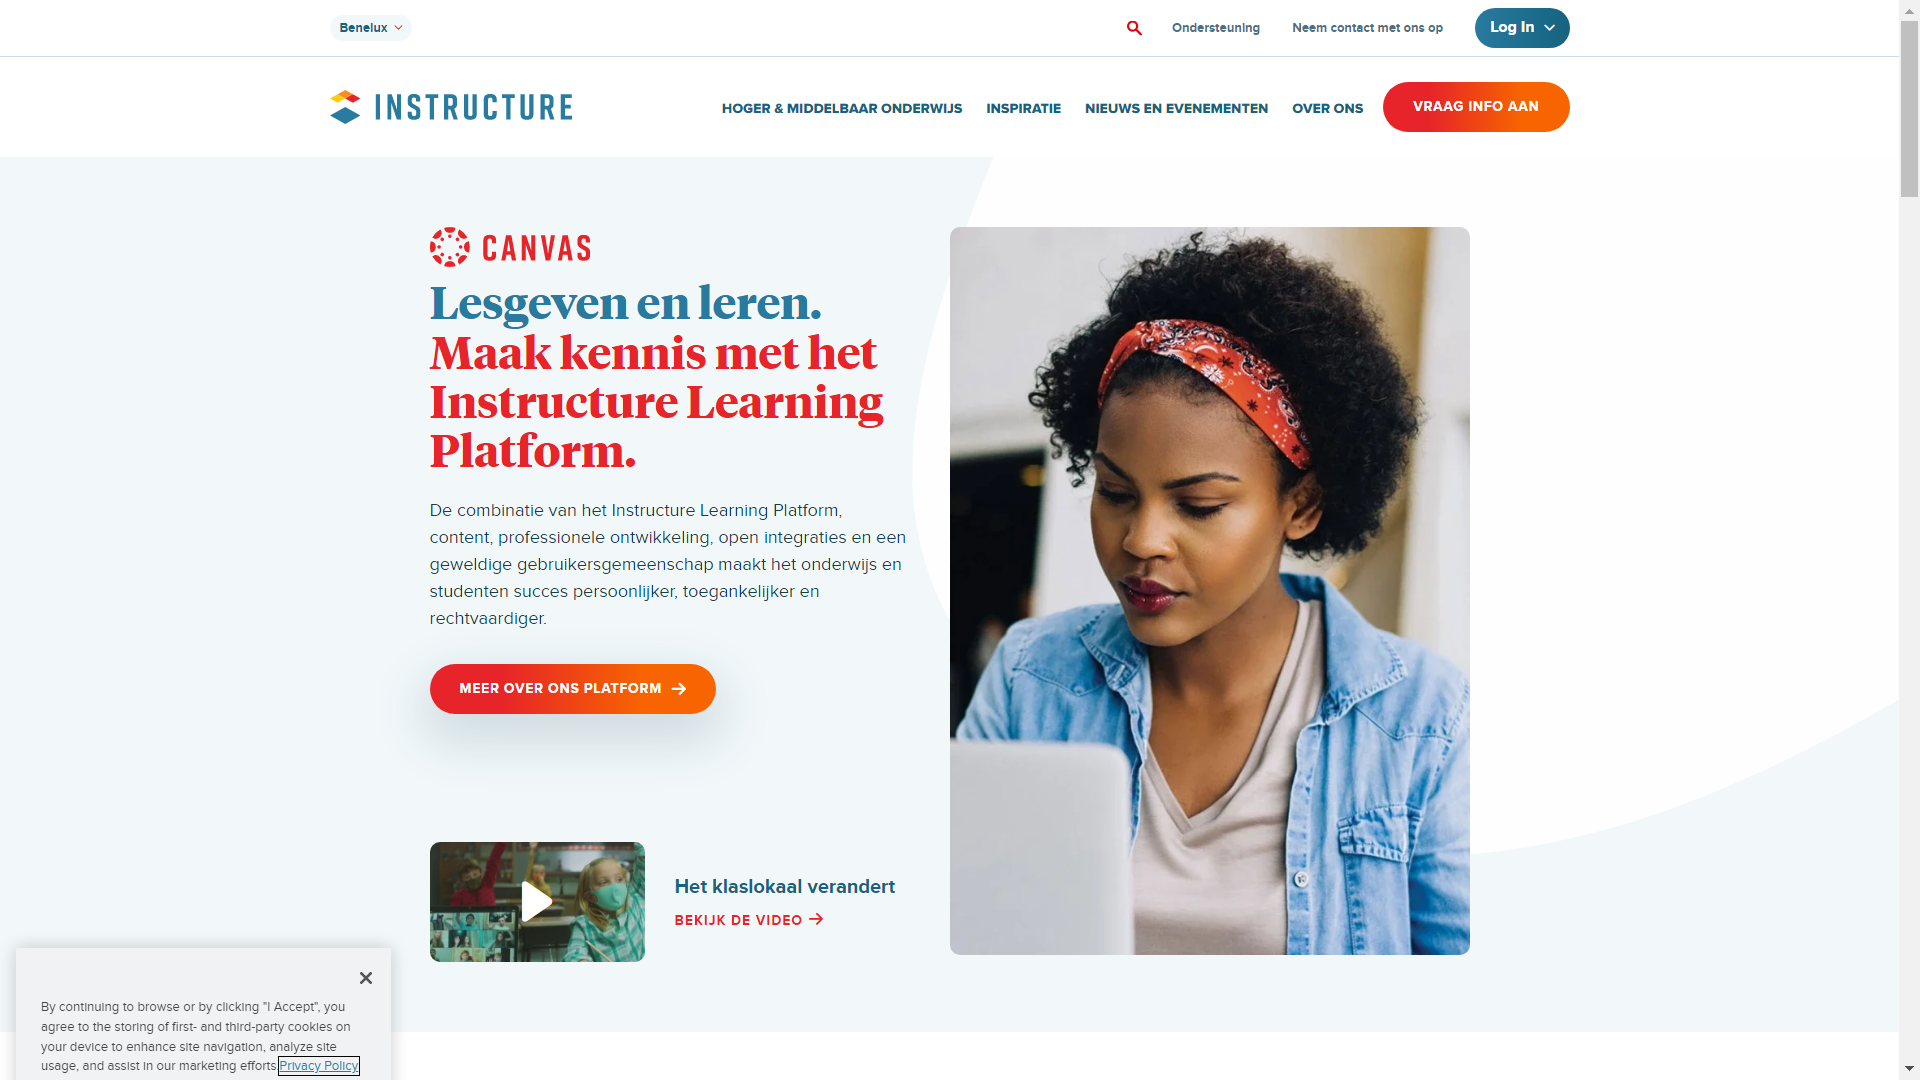 Benelux
Ondersteuning
Neem contact met ons op
Log In
INSTRUCTURE
HOGER & MIDDELBAAR ONDERWIJS
INSPIRATIE
NIEUWS EN EVENEMENTEN
OVER ONS
VRAAG INFO AAN
CANVAS
Lesgeven en leren.
Maak kennis met het
Instructure Learning
Platform.
De combinatie van het Instructure Learning Platform,
content, professionele ontwikkeling, open integraties en een
geweldige gebruikersgemeenschap maakt het onderwijs en
studenten succes persoonlijker, toegankelijker en
rechtvaardiger.
MEER OVER ONS PLATFORM
Het klaslokaal verandert
BEKIJK DE VIDEO
By continuing to browse or by clicking "I Accept", you
agree to the storing of first- and third-party cookies on
your device to enhance site navigation, analyze site
usage, and assist in our marketing efforts.Privacy Policy